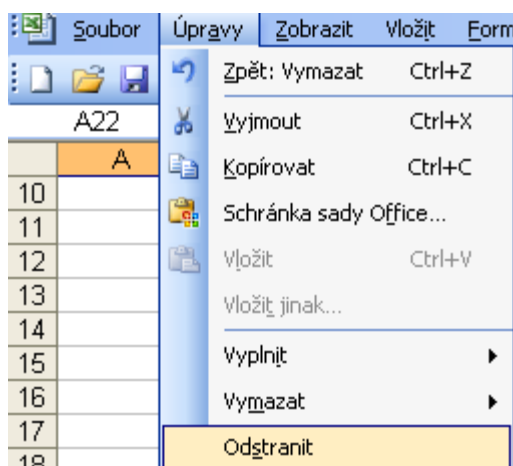 Soubor Úpravy Zobrazit Vložit Form
Zpět: Vymazat Ctrl+Z
A22
Vyjmout Ctrl+X
A
Kopírovat Ctrl+C
10
Schránka sady Office...
11
12
Vložit Ctrl+V
13
Vložit jinak...
14
15
Vyplnit
16
Vymazat
17
Odstranit
18